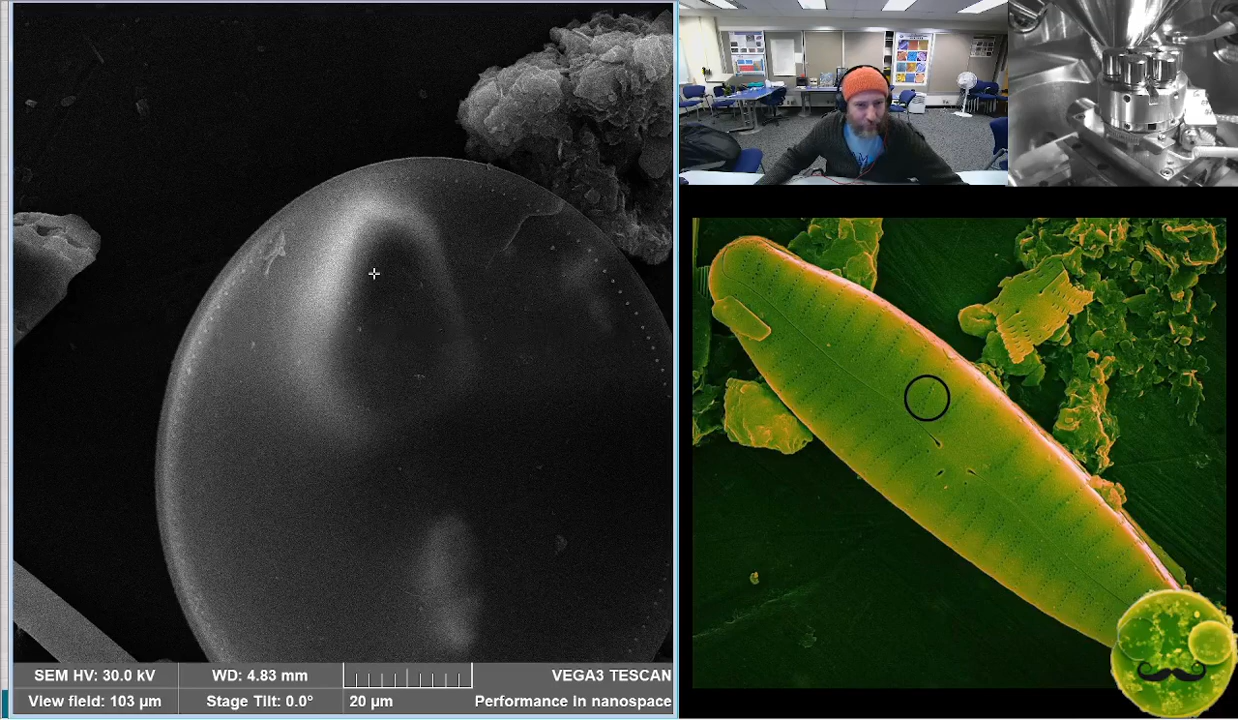 SEM HV: 30.0 kV
WD: 4.83 mm
VEGA3 TESCAN
View field: 103 µm
Stage Tilt: 0.0°
20 µm
Performance in nanospace